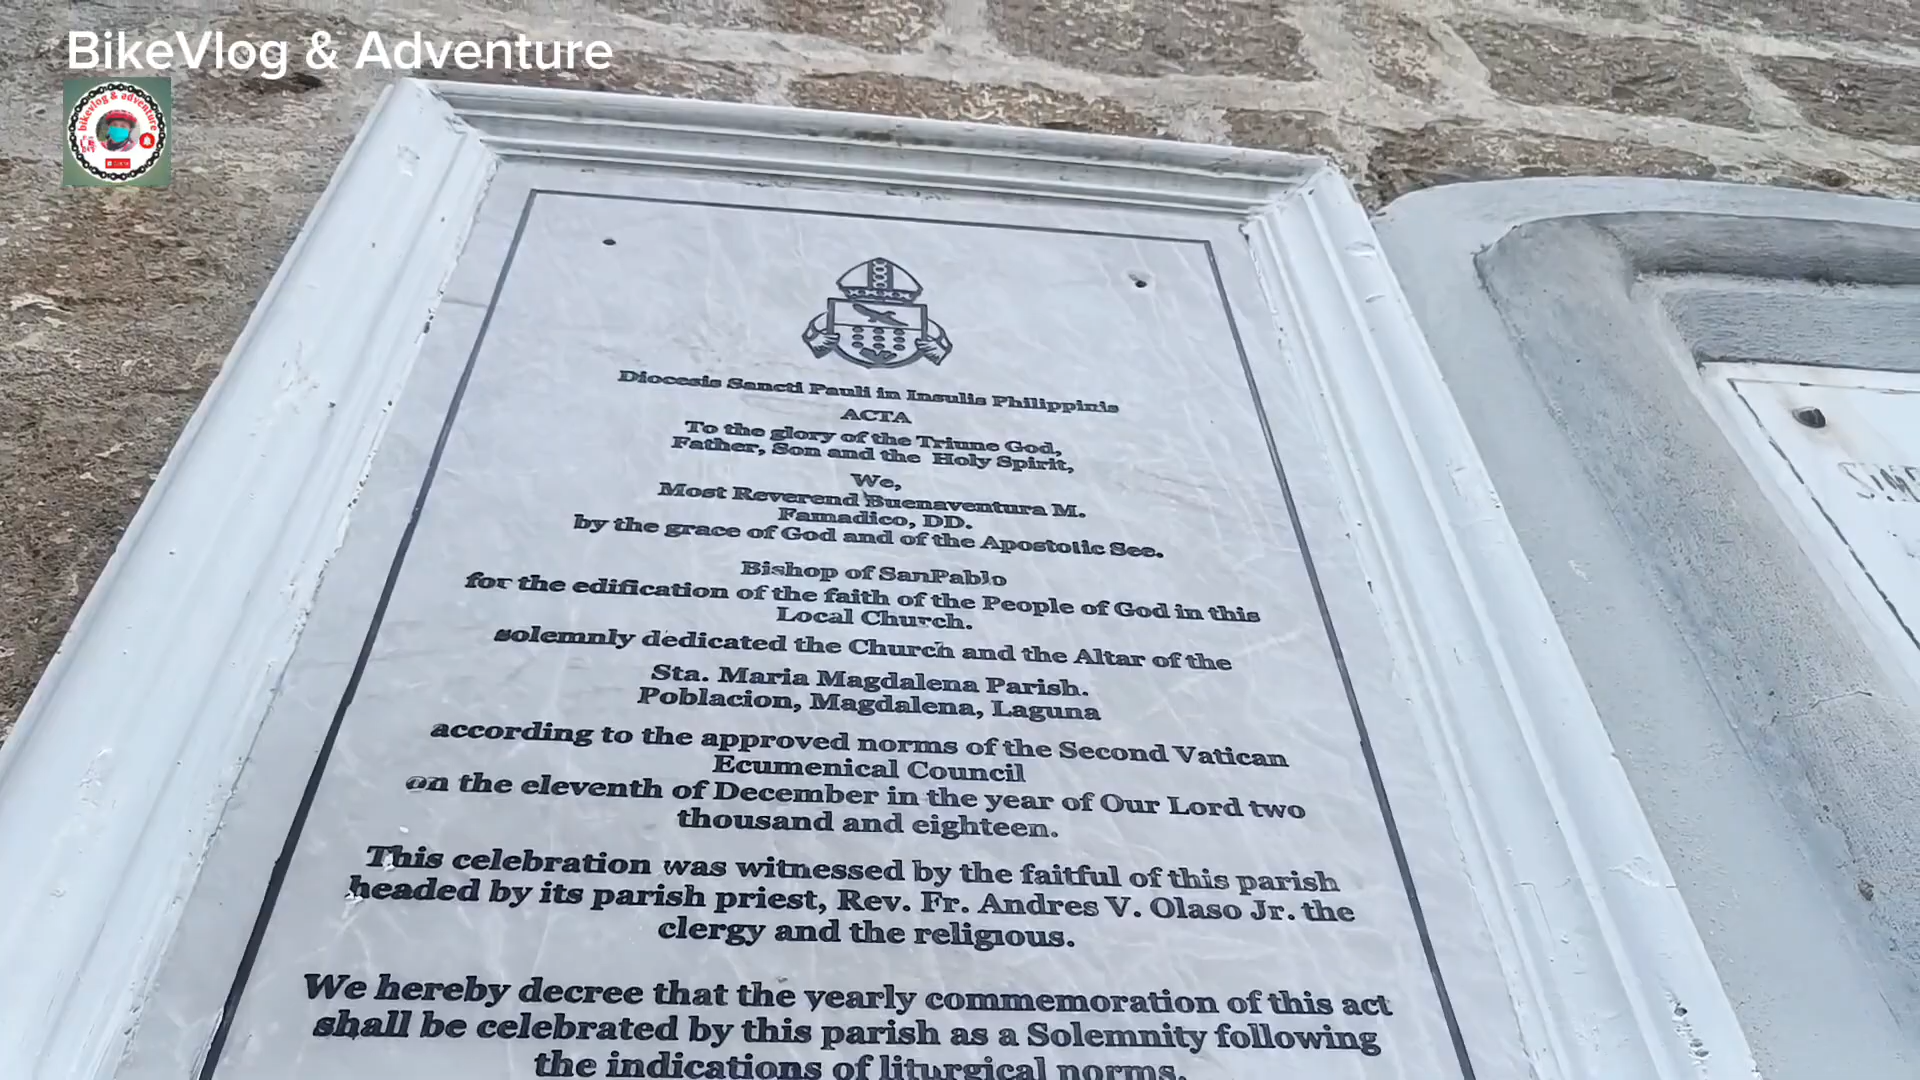 BikeVlog & Adventure
bikevlog & adventure
Diocesis Sancti Pauli in Insulis Philippinis
ACTA
To the glory of the Triune God,
Father, Son and the Holy Spirit,
We,
Most Reverend Buenaventura M.
Famadico, DD.
by the grace of God and of the Apostolic See.
Bishop of SanPablo
for the edification of the faith of the People of God in this
Local Church.
solemnly dedicated the Church and the Altar of the
Sta. Maria Magdalena Parish.
Poblacion, Magdalena, Laguna
according to the approved norms of the Second Vatican
Ecumenical Council
on the eleventh of December in the year of Our Lord two
thousand and eighteen.
This celebration was witnessed by the faitful of this parish
headed by its parish priest, Rev. Fr. Andres V. Olaso Jr. the
clergy and the religious.
We hereby decree that the yearly commemoration of this act
shall be celebrated by this parish as a Solemnity following
the indications of liturgical norms.